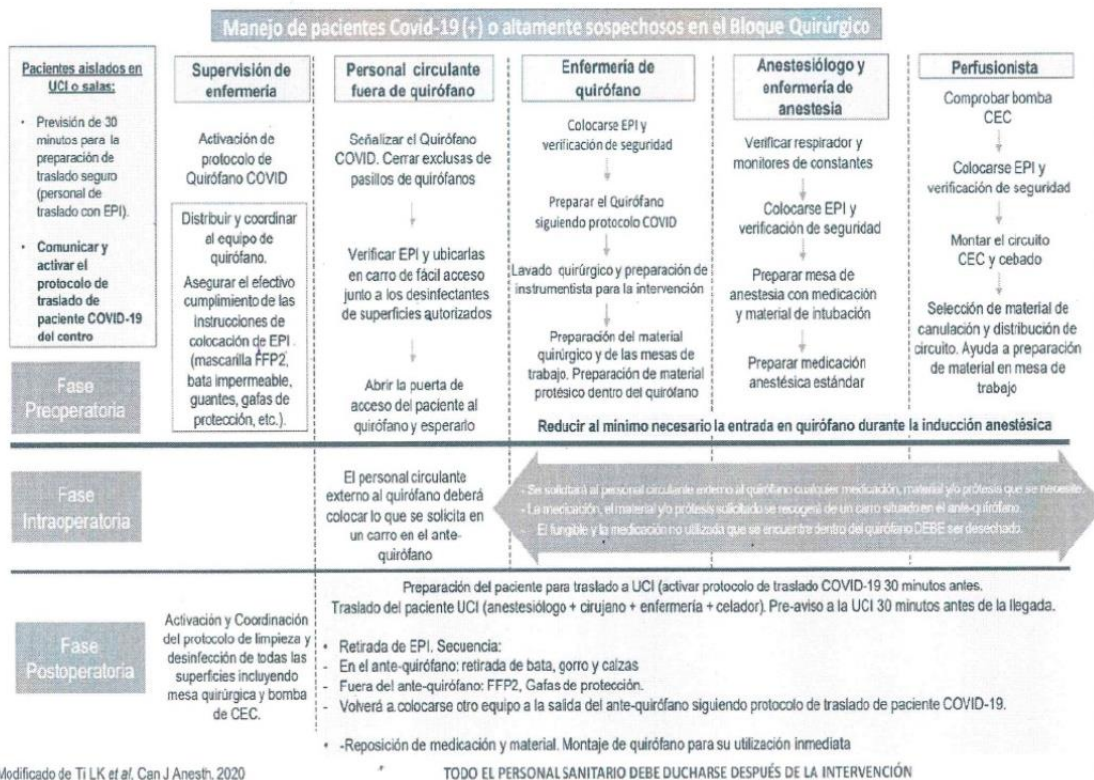 Manejo de pacientes Covid-19 (+) o altamente sospechosos en el Bloque Quirúrgico
Pacientes aislados en
UCI o salas:
• Previsión de 30
minutos para la
preparación de
traslado seguro
(personal de
traslado con EPI).
• Comunicar y
activar el
protocolo de
traslado de
paciente COVID-19
del centro
Supervisión de
enfermería
Activación de
protocolo de
Quirófano COVID
Distribuir y coordinar
al equipo de
quirófano.
Asegurar el efectivo
cumplimiento de las
instrucciones de
colocación de EPI
(mascarilla FFP2,
bata impermeable,
guantes, gafas de
protección, etc.).
Personal circulante
fuera de quirófano
Señalizar el Quirófano
COVID. Cerrar exclusas de
pasillos de quirófanos
Verificar EPI y ubicarlas
en carro de fácil acceso
junto a los desinfectantes
de superficies autorizados
Abrir la puerta de
acceso del paciente al
quirófano y esperarlo
Enfermería de
quirófano
Colocarse EPI y
verificación de seguridad
Preparar el Quirófano
siguiendo protocolo COVID
Lavado quirúrgico y preparación de
instrumentista para la intervención
Preparación del material
quirúrgico y de las mesas de
trabajo. Preparación de material
protésico dentro del quirófano
Anestesiólogo y
enfermería de
anestesia
Verificar respirador y
monitores de constantes
Colocarse EPI y
verificación de seguridad
Preparar mesa de
anestesia con medicación
y material de intubación
Preparar medicación
anestésica estándar
Perfusionista
Comprobar bomba
CEC
Colocarse EPI y
verificación de seguridad
Montar el circuito
CEC y cebado
Selección de material de
canulación y distribución de
circuito. Ayuda a preparación
de material en mesa de
trabajo
Fase
Preoperatoria
Reducir al mínimo necesario la entrada en quirófano durante la inducción anestésica
Fase
Intraoperatoria
El personal circulante
externo al quirófano deberá
colocar lo que se solicita en
un carro en el ante-
quirófano
- Se solicitará al personal circulante externo al quirófano cualquier medicación, material y/o prótesis que se necesite.
- La medicación, el material y/o prótesis solicitado se recogerá de un carro situado en el ante-quirófano.
- El fungible y la medicación no utilizada que se encuentre dentro del quirófano DEBE ser desechado.
Fase
Postoperatoria
Activación y Coordinación
del protocolo de limpieza y
desinfección de todas las
superficies incluyendo
mesa quirúrgica y bomba
de CEC.
Preparación del paciente para traslado a UCI (activar protocolo de traslado COVID-19 30 minutos antes.
Traslado del paciente UCI (anestesiólogo + cirujano + enfermería + celador). Pre-aviso a la UCI 30 minutos antes de la llegada.
• Retirada de EPI. Secuencia:
- En el ante-quirófano: retirada de bata, gorro y calzas
- Fuera del ante-quirófano: FFP2, Gafas de protección.
- Volverá a colocarse otro equipo a la salida del ante-quirófano siguiendo protocolo de traslado de paciente COVID-19.
• -Reposición de medicación y material. Montaje de quirófano para su utilización inmediata
Modificado de Ti LK et al. Can J Anesth, 2020
TODO EL PERSONAL SANITARIO DEBE DUCHARSE DESPUÉS DE LA INTERVENCIÓN